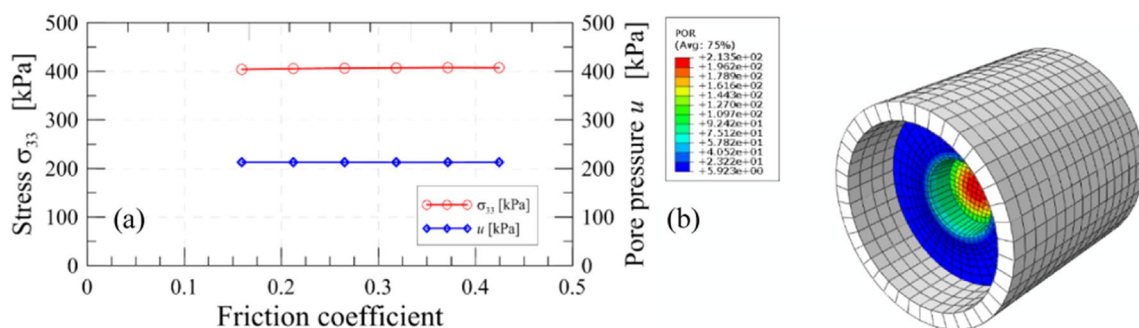 500
400
300
200
100
0
Stress σ33 [kPa]
(a)
σ33 [kPa]
u [kPa]
0 0.1 0.2 0.3 0.4 0.5
Friction coefficient
500
400
300
200
100
0
Pore pressure u [kPa]
POR
(Avg: 75%)
+2.135e+02
+1.962e+02
+1.789e+02
+1.616e+02
+1.443e+02
+1.270e+02
+1.097e+02
+9.242e+01
+7.512e+01
+5.782e+01
+4.052e+01
+2.322e+01
+5.923e+00
(b)